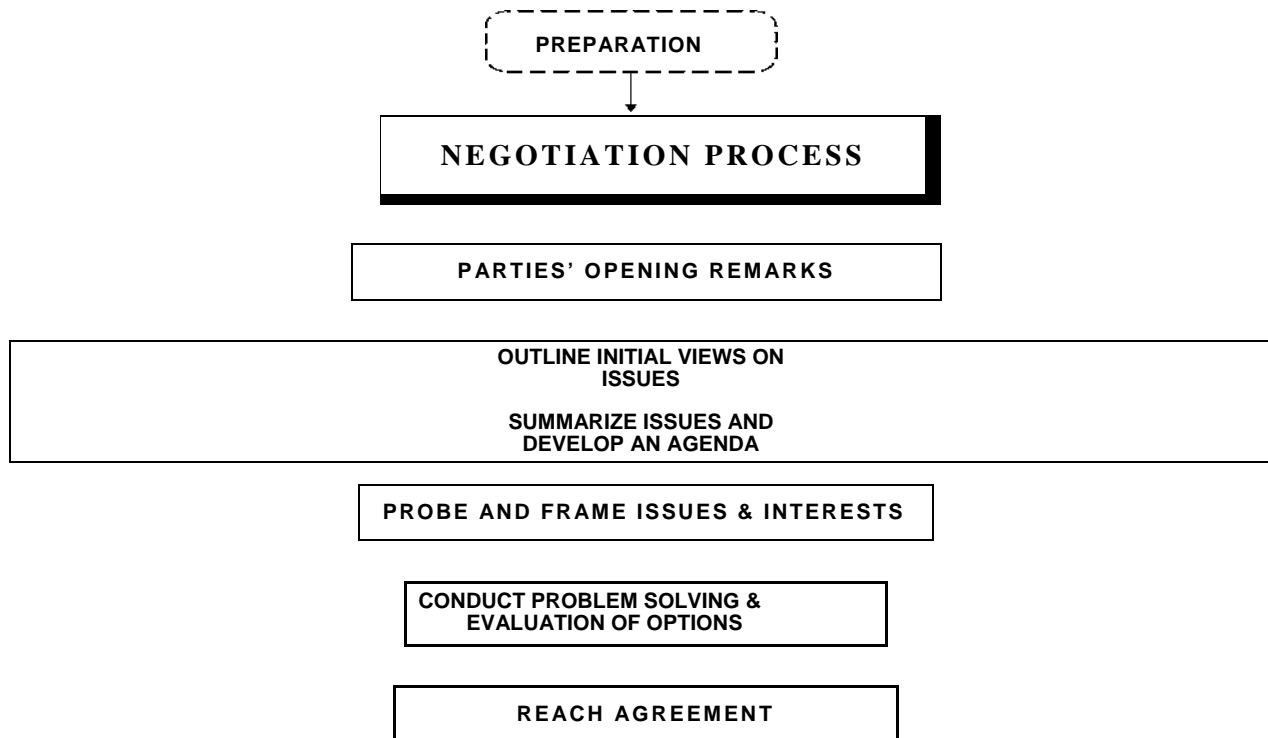 PREPARATION
NEGOTIATION PROCESS
PARTIES’ OPENING REMARKS
OUTLINE INITIAL VIEWS ON
ISSUES
SUMMARIZE ISSUES AND
DEVELOP AN AGENDA
PROBE AND FRAME ISSUES & INTERESTS
CONDUCT PROBLEM SOLVING &
EVALUATION OF OPTIONS
REACH AGREEMENT